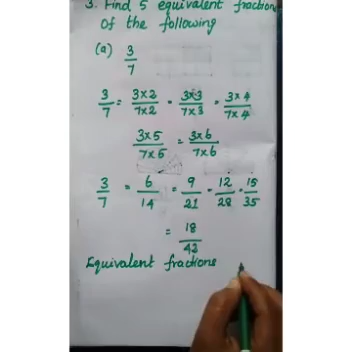 3. Find 5 equivalent fractions
Of the following
(a) 3/7
3/7 = 3×2/7×2 = 3×3/7×3 = 3×4/7×4
3×5/7×5 = 3×6/7×6
3/7 = 6/14 = 9/21 = 12/28 = 15/35
= 18/42
Equivalent fractions